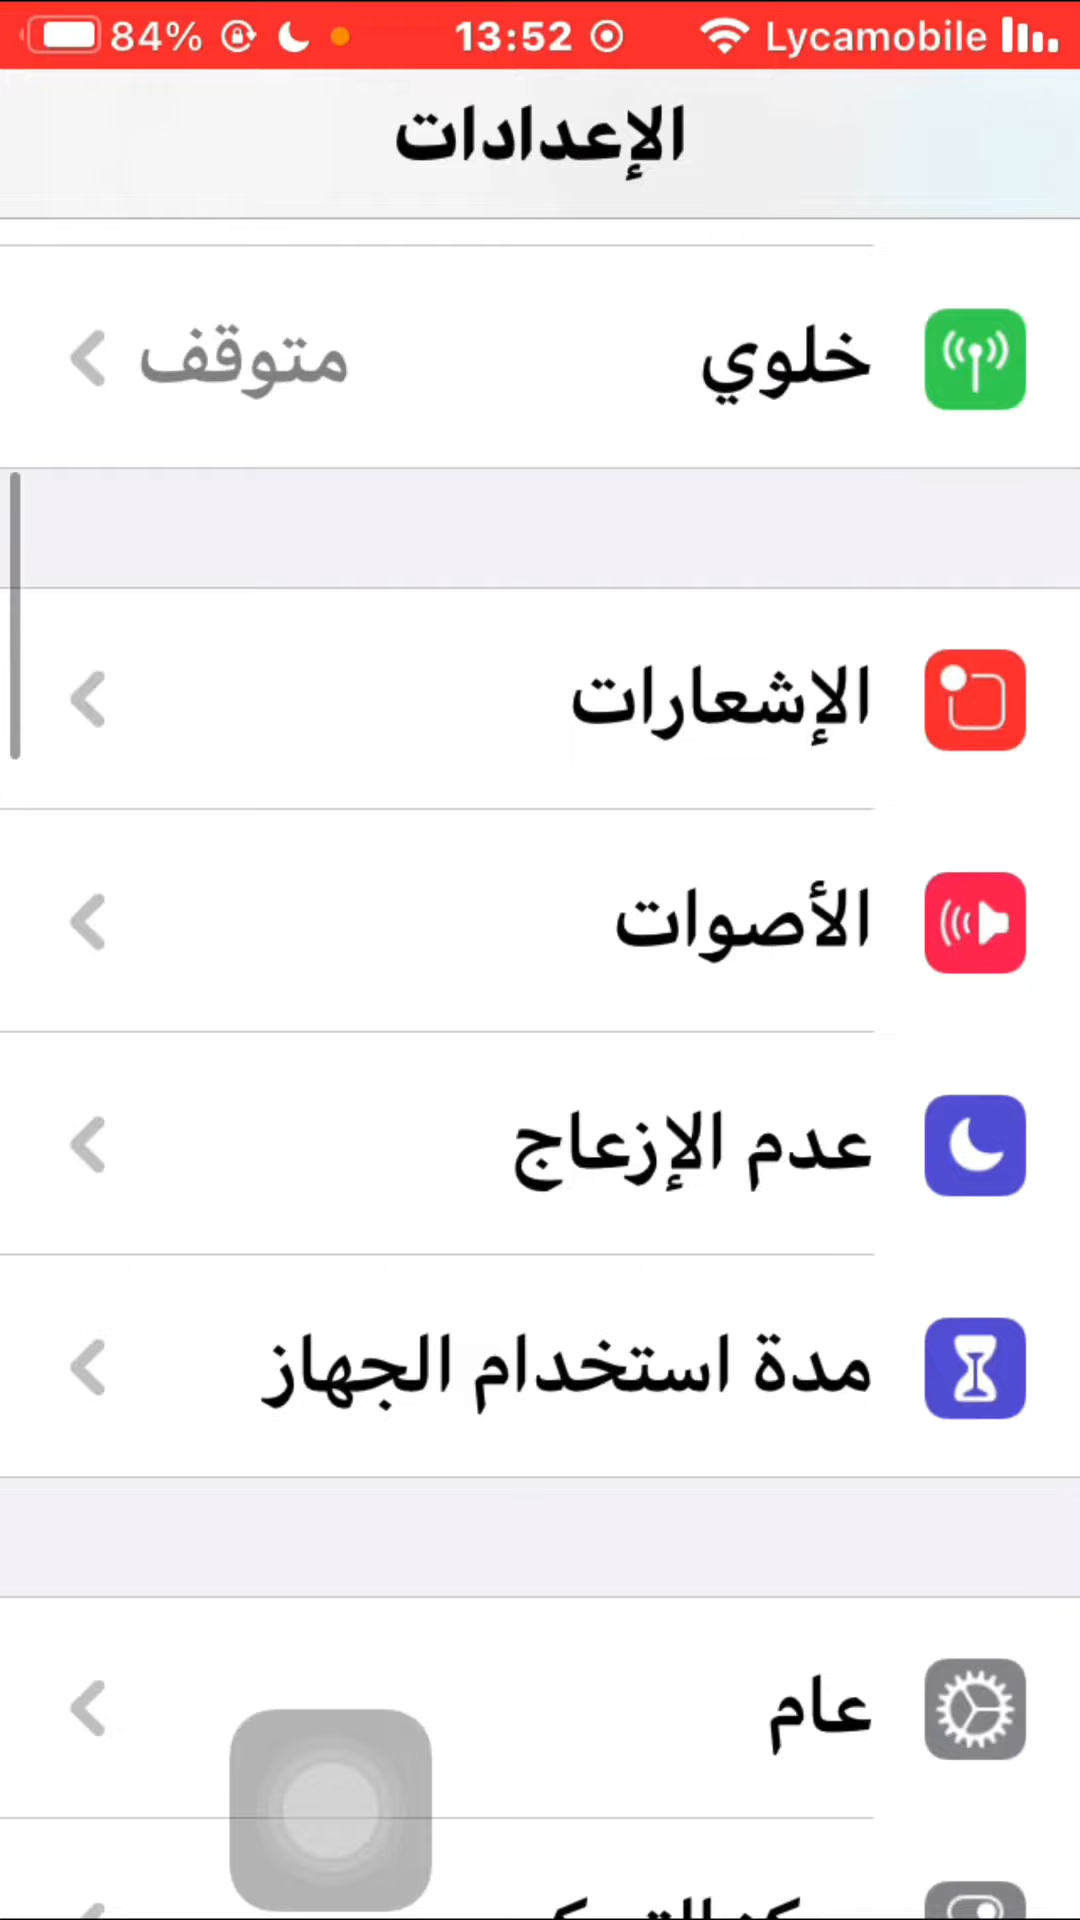 84% 13:52 Lycamobile
الإعدادات
خلوي متوقف
الإشعارات
الأصوات
عدم الإزعاج
مدة استخدام الجهاز
عام